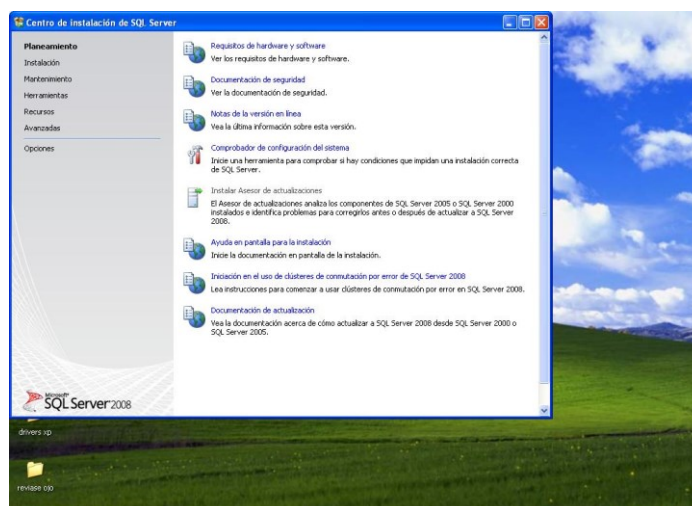 Centro de instalación de SQL Server
Planeamiento
Instalación
Mantenimiento
Herramientas
Recursos
Avanzadas
Opciones
Requisitos de hardware y software
Ver los requisitos de hardware y software.
Documentación de seguridad
Ver la documentación de seguridad.
Notas de la versión en línea
Vea la última información sobre esta versión.
Comprobador de configuración del sistema
Inicie una herramienta para comprobar si hay condiciones que impidan una instalación correcta
de SQL Server.
Instalar Asesor de actualizaciones
El Asesor de actualizaciones analiza los componentes de SQL Server 2005 o SQL Server 2000
instalados e identifica problemas para corregirlos antes o después de actualizar a SQL Server
2008.
Ayuda en pantalla para la instalación
Inicie la documentación en pantalla de la instalación.
Iniciación en el uso de clústeres de conmutación por error de SQL Server 2008
Lea instrucciones para comenzar a usar clústeres de conmutación por error en SQL Server 2008.
Documentación de actualización
Vea la documentación acerca de cómo actualizar a SQL Server 2008 desde SQL Server 2000 o
SQL Server 2005.
Microsoft
SQL Server 2008
drivers xp
reviase ojo